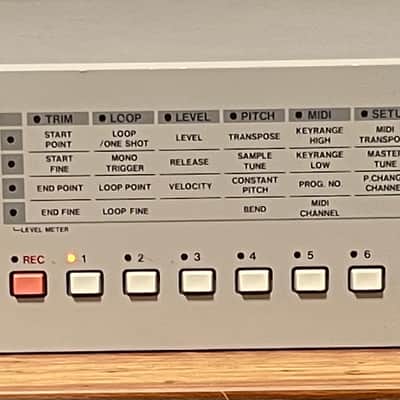 TRIM LOOP LEVEL PITCH MIDI SETU
START POINT LOOP /ONE SHOT LEVEL TRANSPOSE KEYRANGE HIGH MIDI TRANSPO
START FINE MONO TRIGGER RELEASE SAMPLE TUNE KEYRANGE LOW MASTER TUNE
END POINT LOOP POINT VELOCITY CONSTANT PITCH PROG. NO P.CHANG CHANNEL
END FINE LOOP FINE BEND MIDI CHANNEL
LEVEL METER
REC 1 2 3 4 5 6